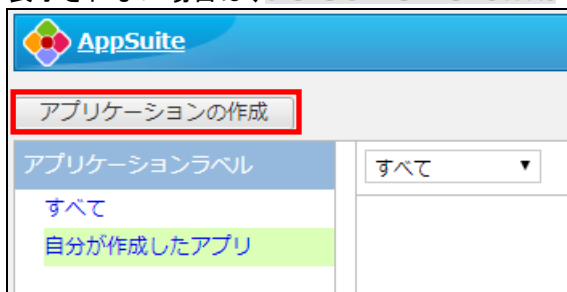 AppSuite
アプリケーションの作成
アプリケーションラベル
すべて
すべて
自分が作成したアプリ